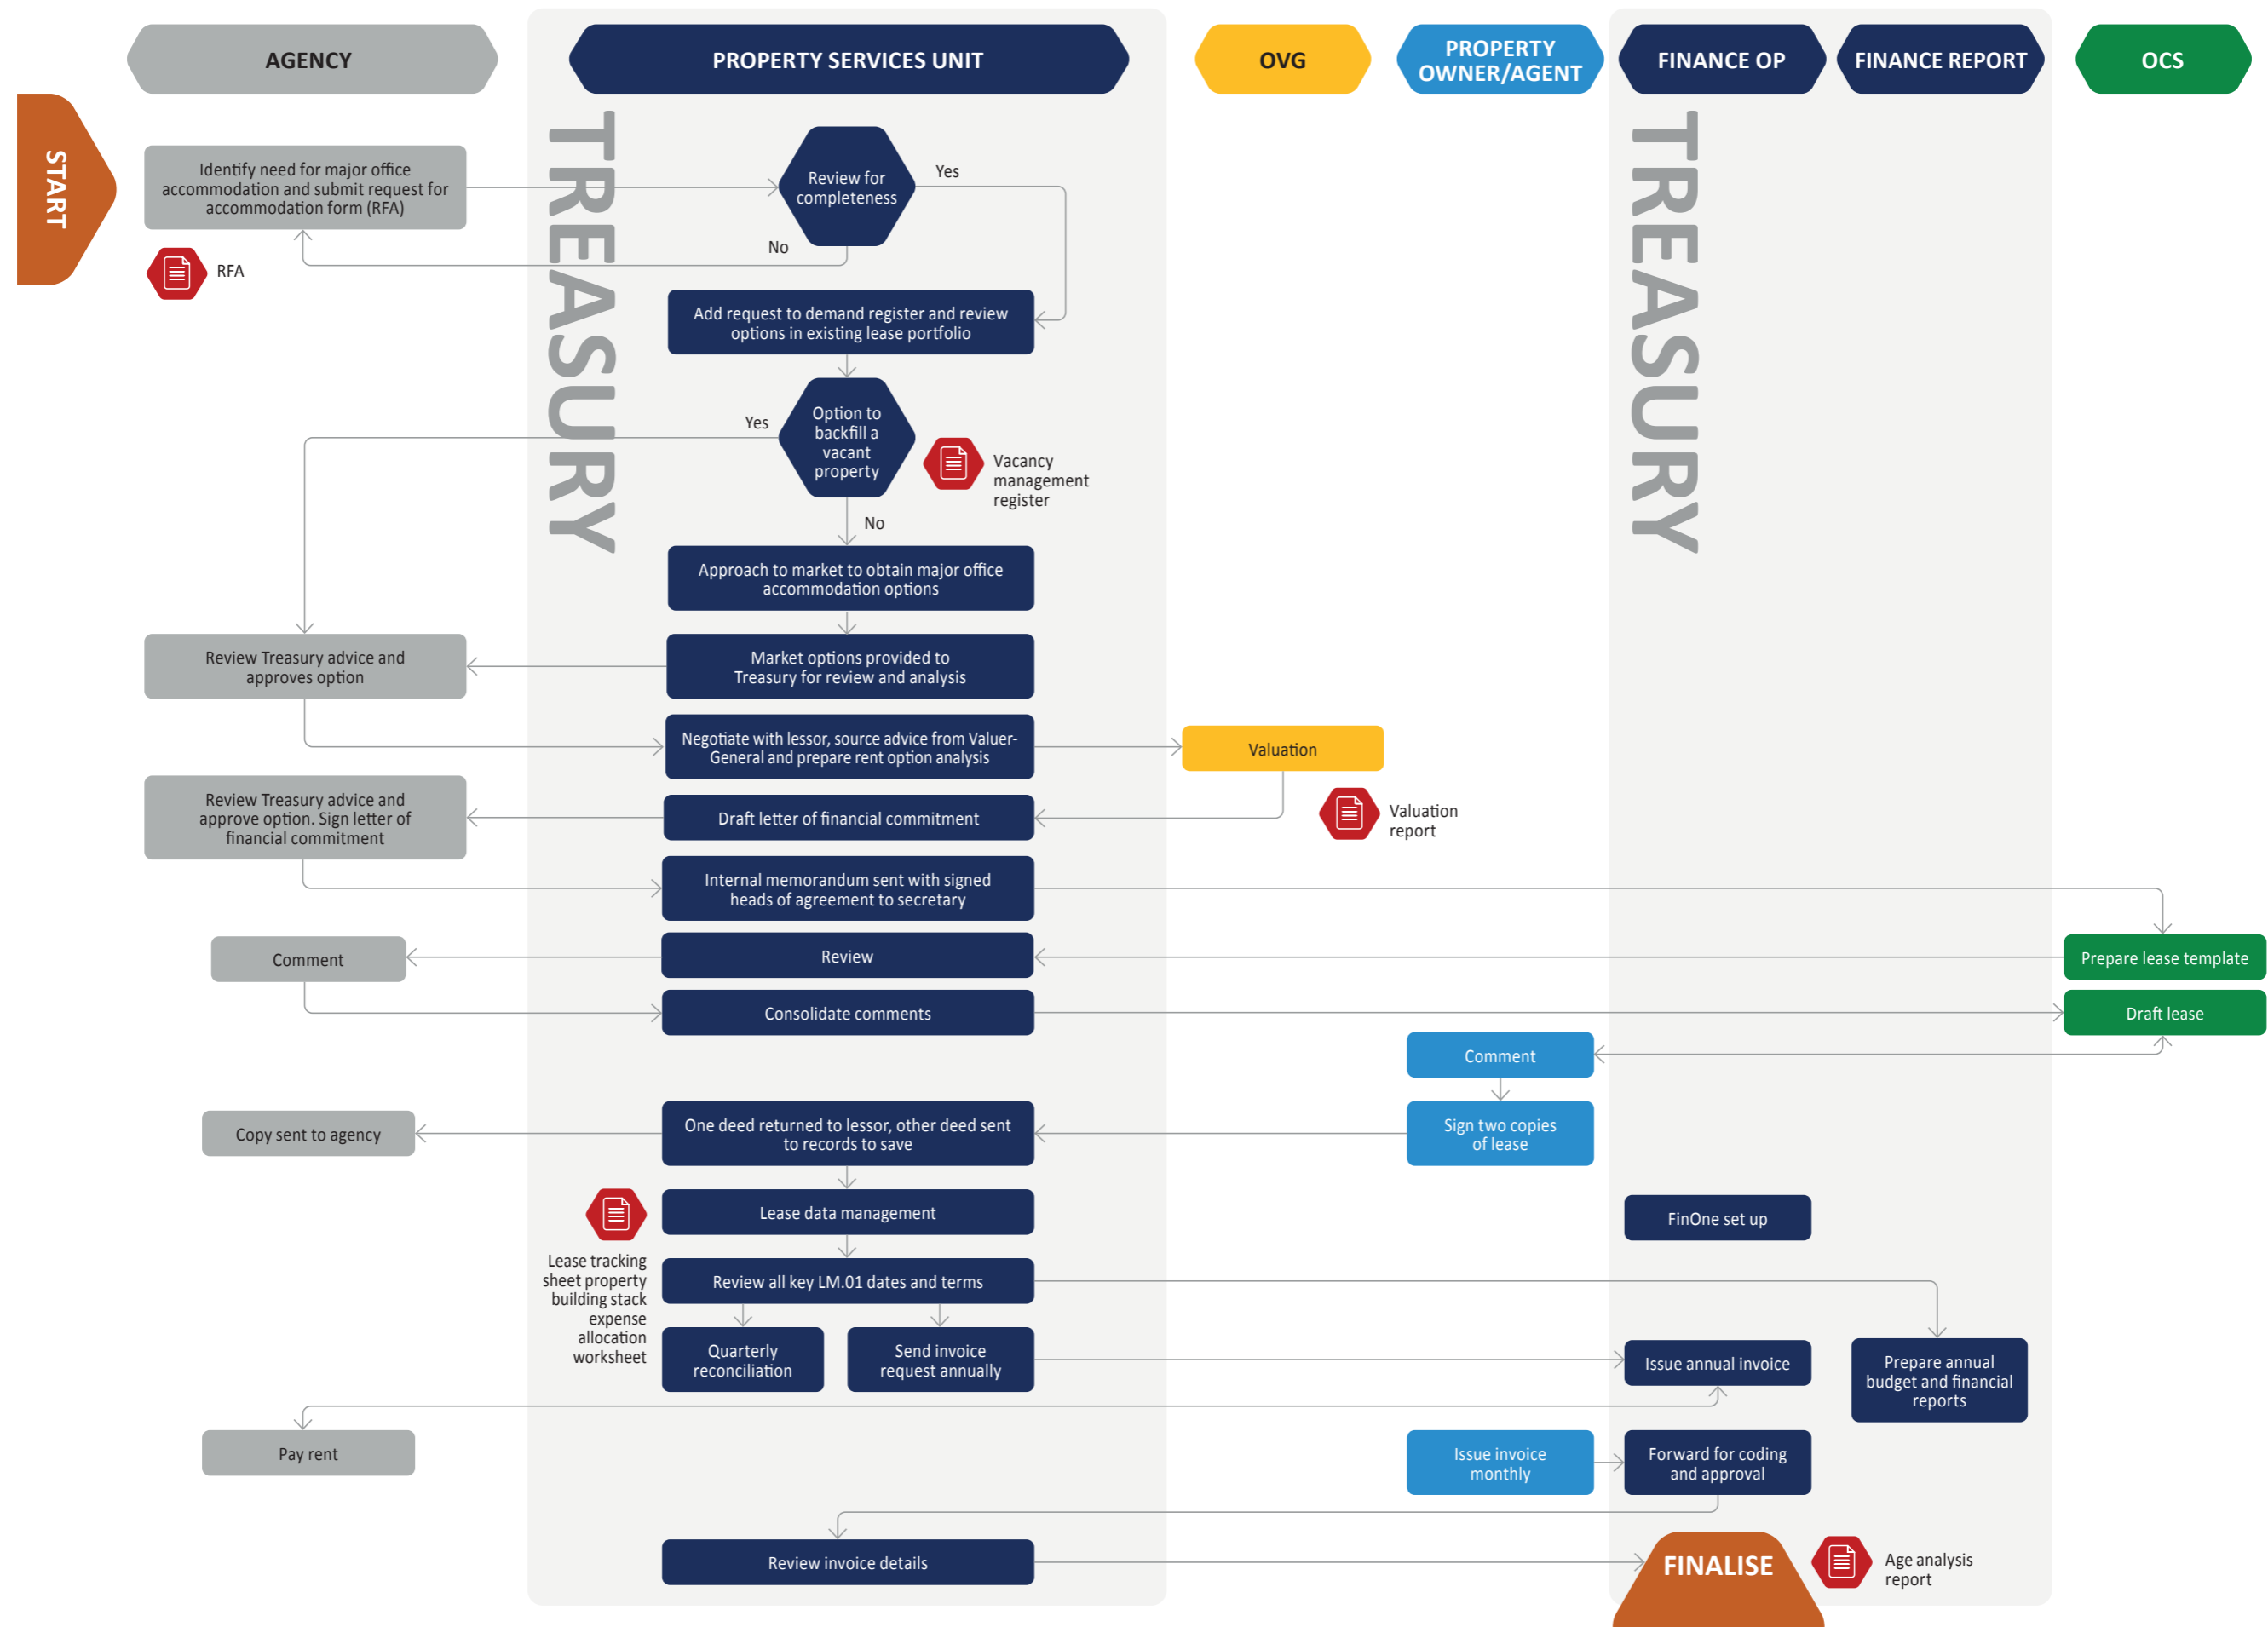 AGENCY
PROPERTY SERVICES UNIT
OVG
PROPERTY
OWNER/AGENT
FINANCE OP
FINANCE REPORT
OCS
START
TREASURY
TREASURY
Identify need for major office
accommodation and submit request for
accommodation form (RFA)
Review for
completeness
Yes
No
RFA
Add request to demand register and review
options in existing lease portfolio
Option to
backfill a
vacant
property
Yes
Vacancy
management
register
No
Approach to market to obtain major office
accommodation options
Review Treasury advice and
approves option
Market options provided to
Treasury for review and analysis
Negotiate with lessor, source advice from Valuer-
General and prepare rent option analysis
Valuation
Review Treasury advice and
approve option. Sign letter of
financial commitment
Draft letter of financial commitment
Valuation
report
Internal memorandum sent with signed
heads of agreement to secretary
Comment
Review
Prepare lease template
Consolidate comments
Draft lease
Comment
Copy sent to agency
One deed returned to lessor, other deed sent
to records to save
Sign two copies
of lease
Lease data management
FinOne set up
Lease tracking
sheet property
building stack
expense
allocation
worksheet
Review all key LM.01 dates and terms
Quarterly
reconciliation
Send invoice
request annually
Issue annual invoice
Prepare annual
budget and financial
reports
Pay rent
Issue invoice
monthly
Forward for coding
and approval
Review invoice details
FINALISE
Age analysis
report